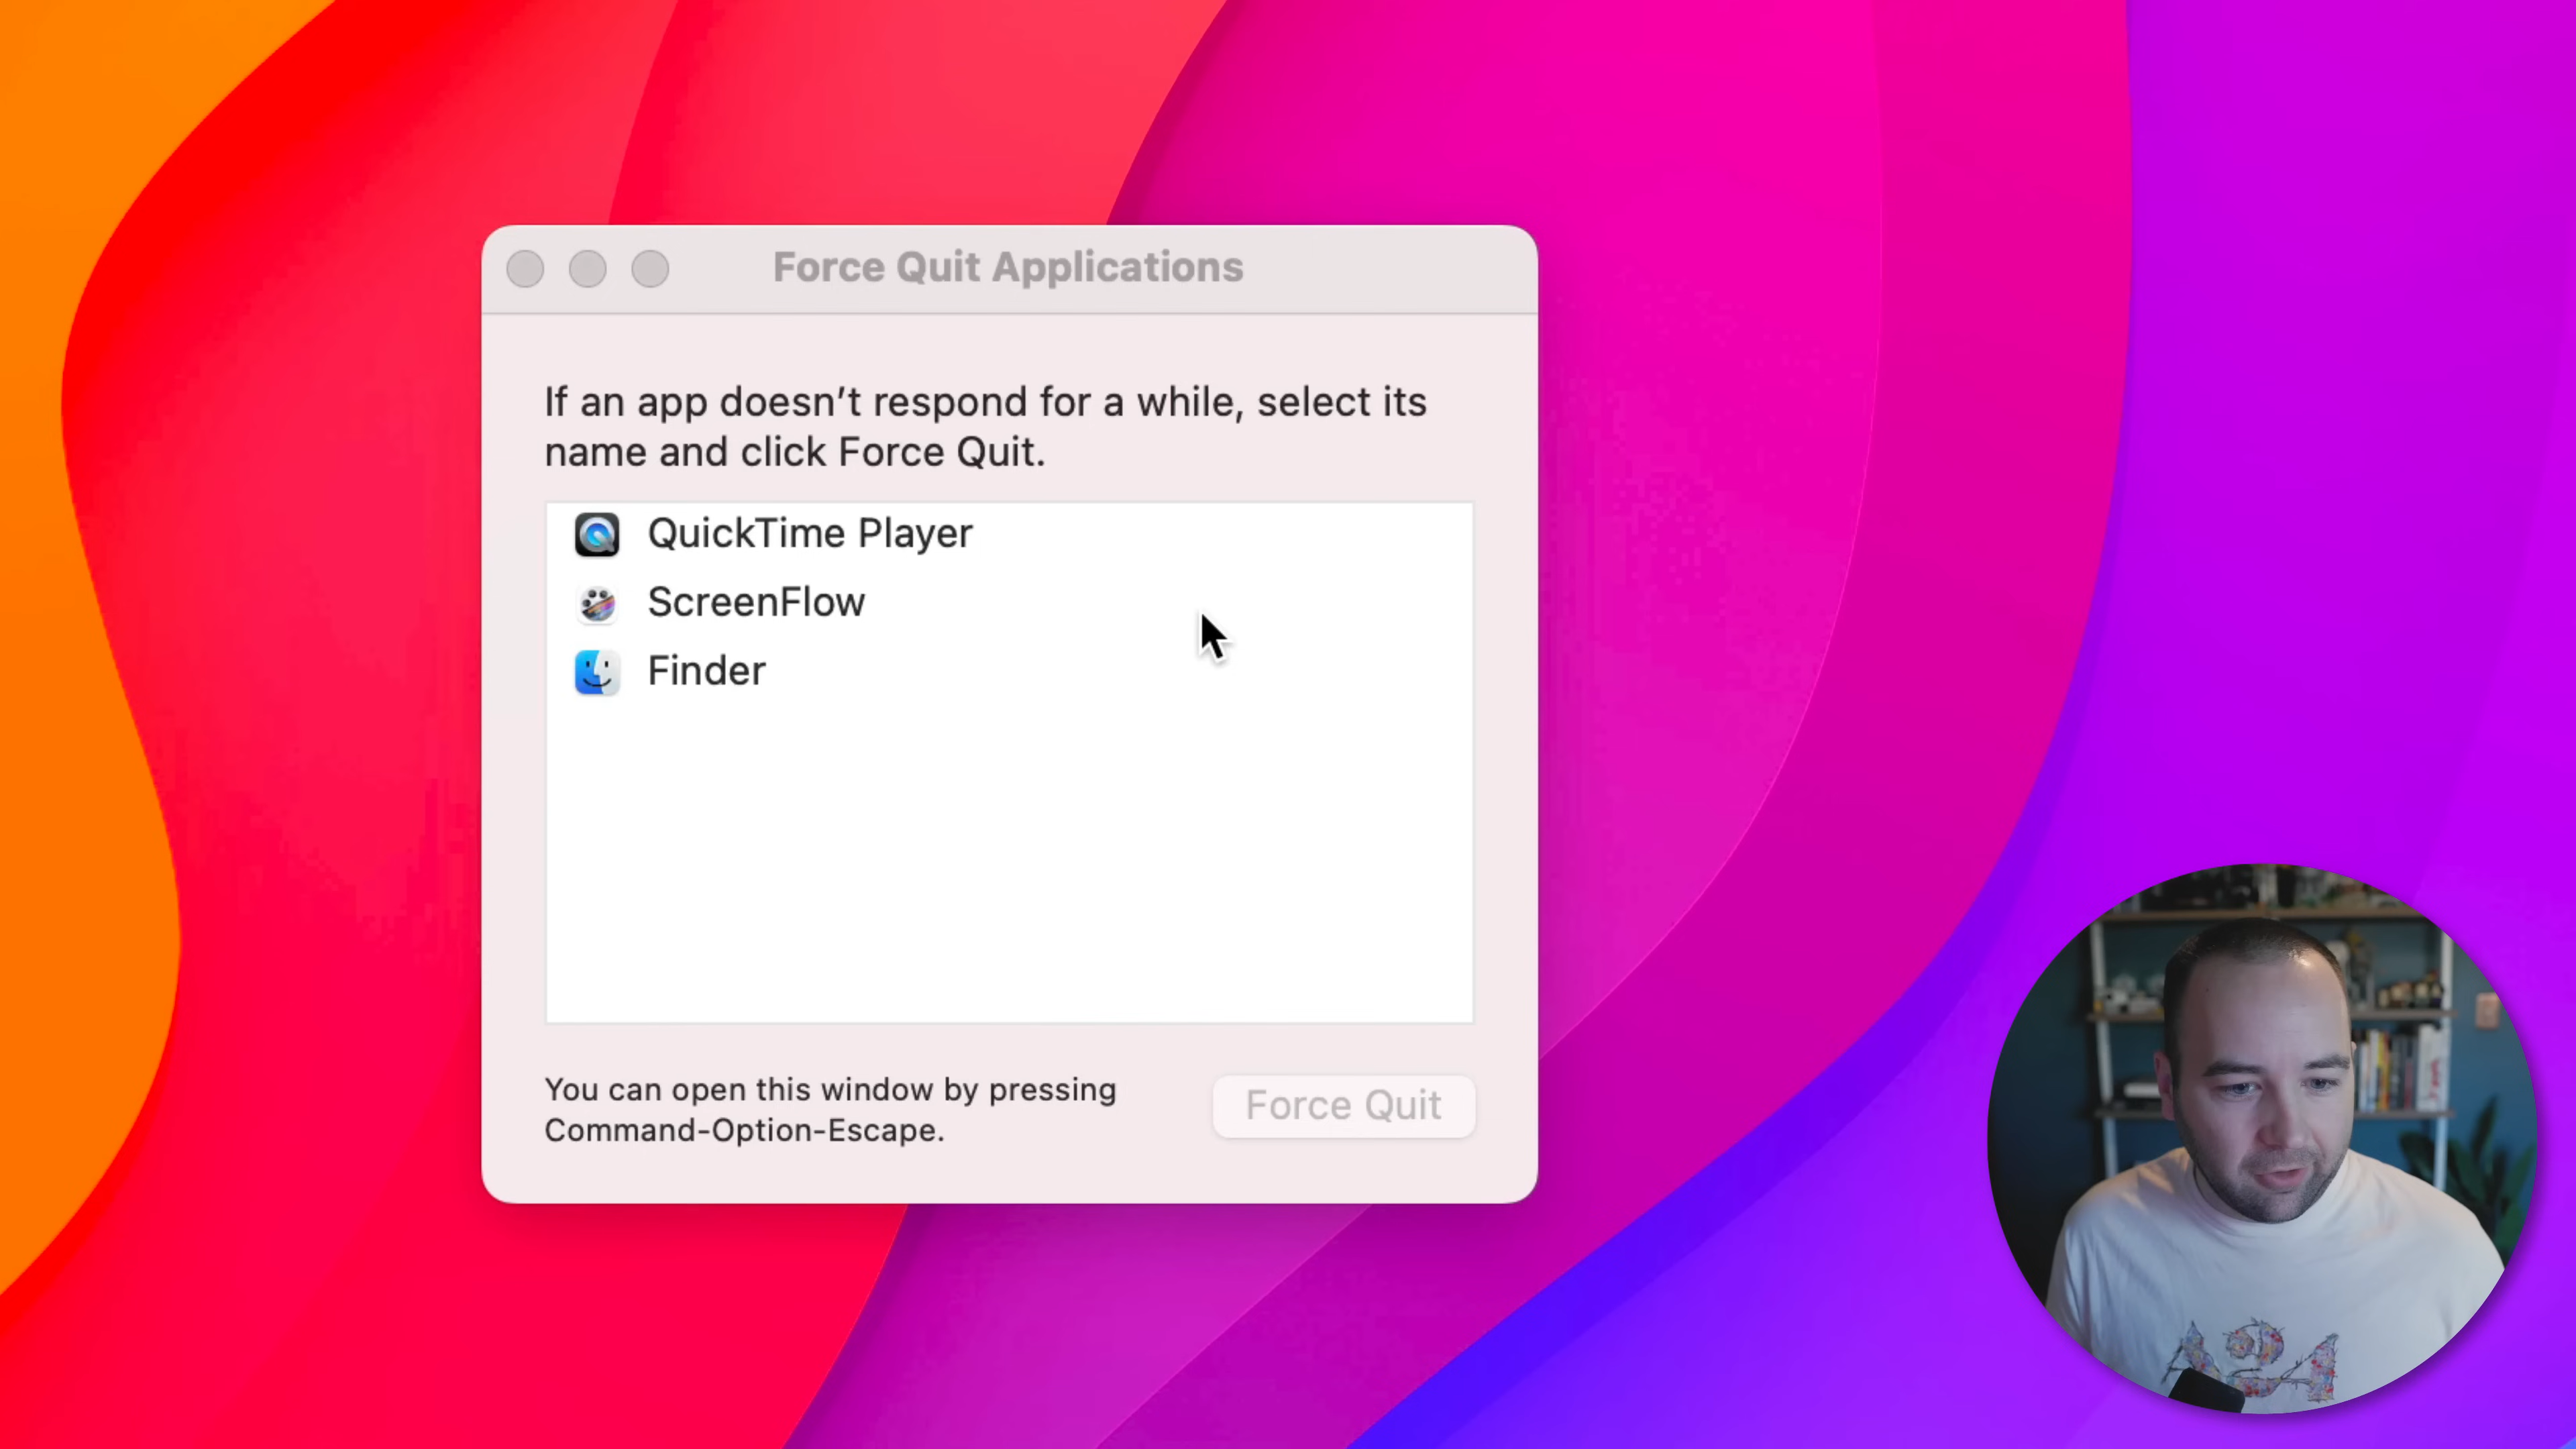 Force Quit Applications
If an app doesn’t respond for a while, select its
name and click Force Quit.
QuickTime Player
ScreenFlow
Finder
You can open this window by pressing
Command-Option-Escape.
Force Quit
A24